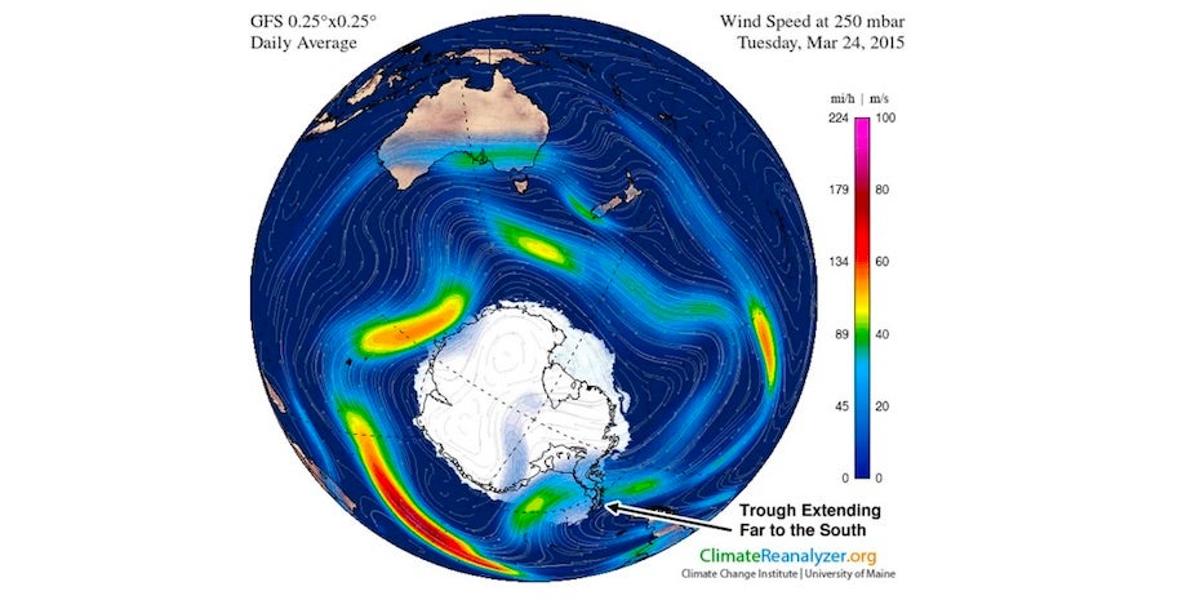 GFS 0.25°x0.25°
Daily Average
Wind Speed at 250 mbar
Tuesday, Mar 24, 2015
mi/h | m/s
224 100
179 80
134 60
89 40
45 20
0 0
Trough Extending
Far to the South
ClimateReanalyzer.org
Climate Change Institute | University of Maine